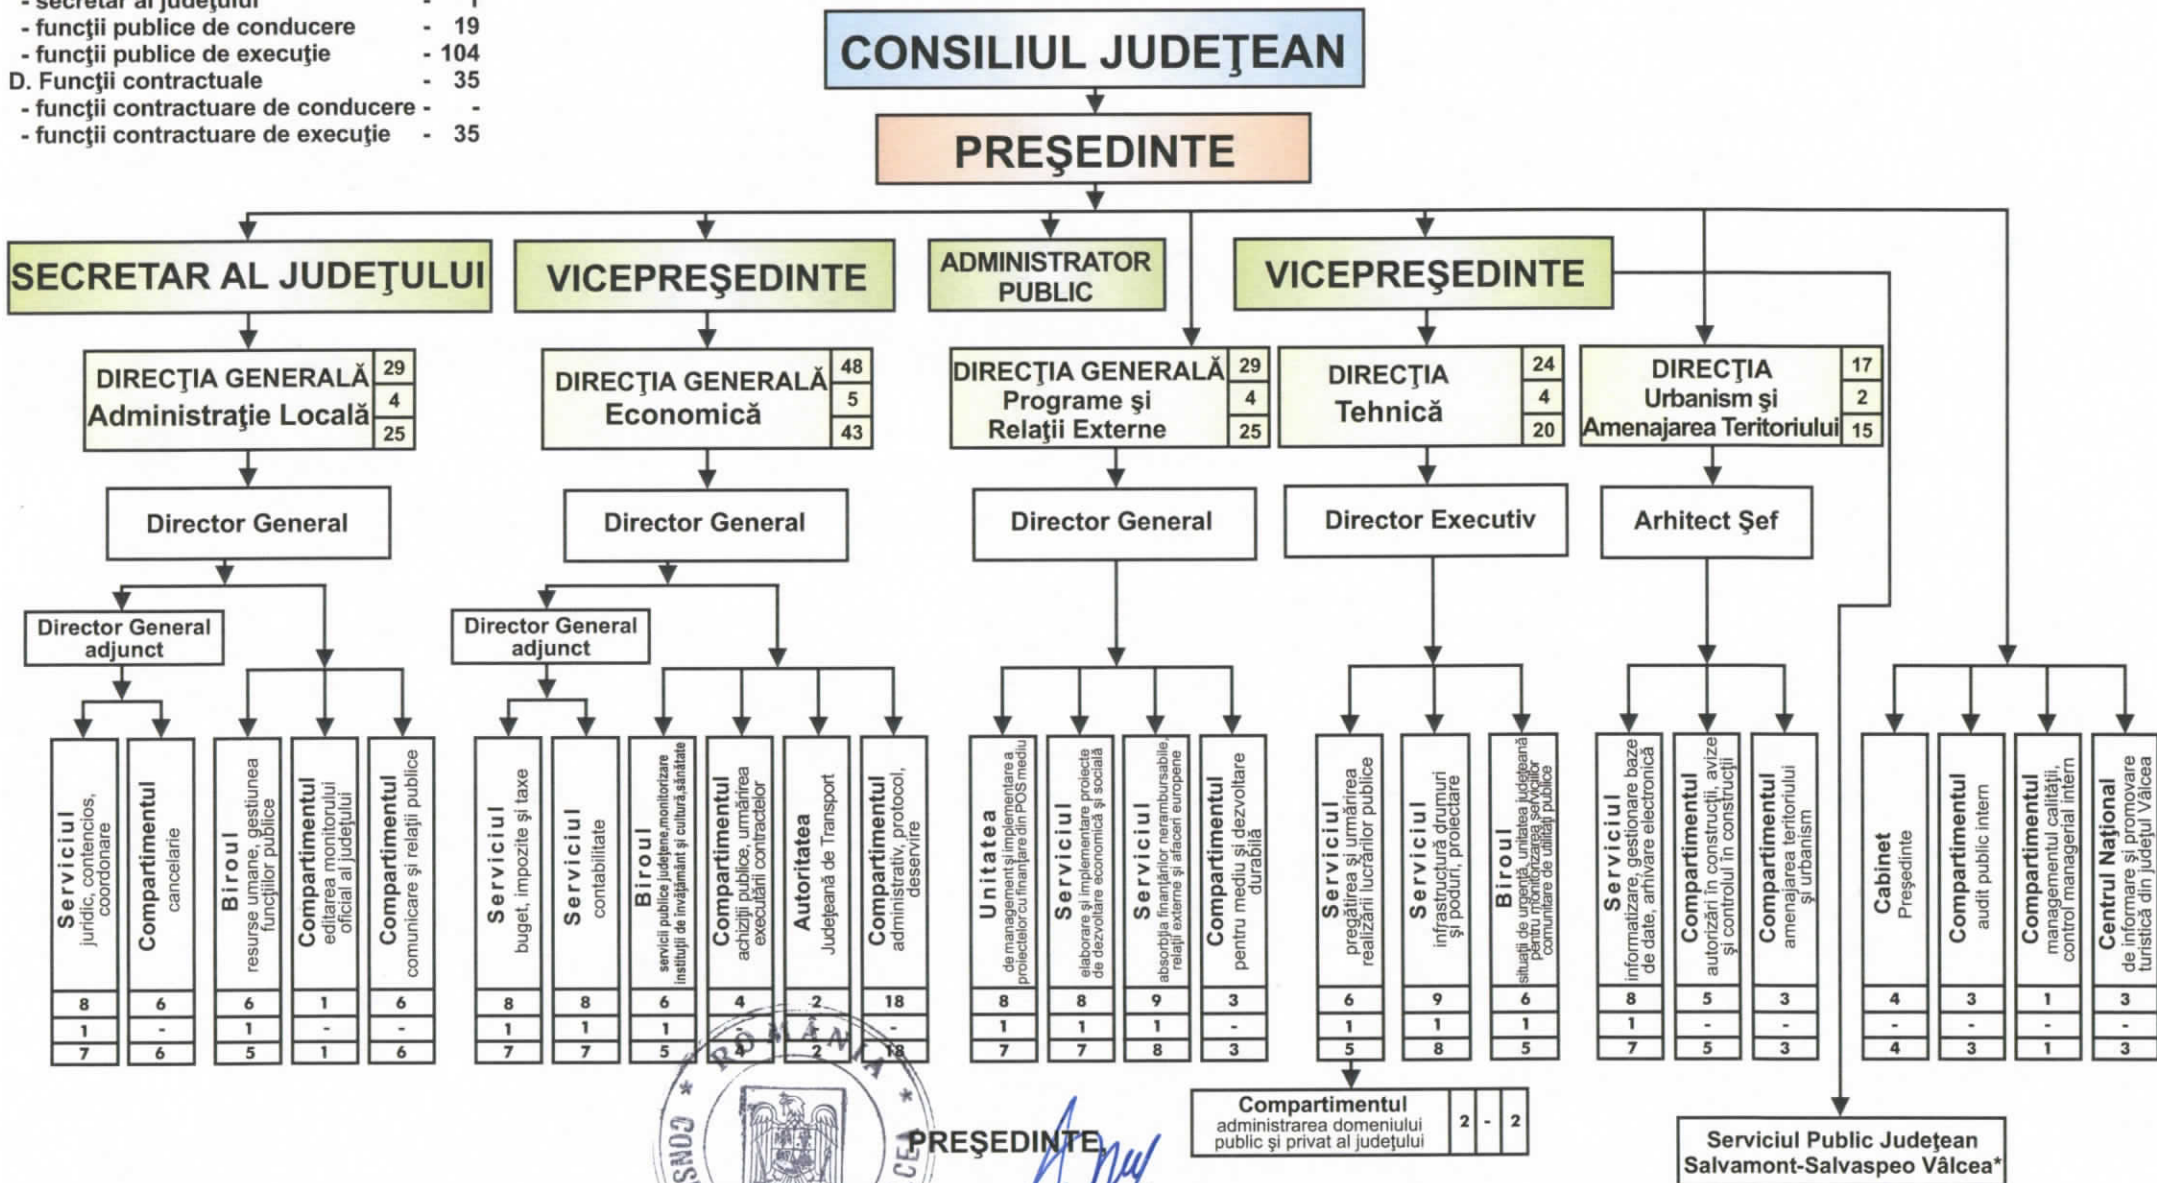 - secretar al judeţului - 1
- funcţii publice de conducere - 19
- funcţii publice de execuţie - 104
D. Funcţii contractuale - 35
- funcţii contractuare de conducere - -
- funcţii contractuare de execuţie - 35
CONSILIUL JUDEŢEAN
PREŞEDINTE
SECRETAR AL JUDEŢULUI
VICEPREŞEDINTE
ADMINISTRATOR
PUBLIC
VICEPREŞEDINTE
DIRECŢIA GENERALĂ
Administraţie Locală
29
4
25
DIRECŢIA GENERALĂ
Economică
48
5
43
DIRECŢIA GENERALĂ
Programe şi
Relaţii Externe
29
4
25
DIRECŢIA
Tehnică
24
4
20
DIRECŢIA
Urbanism şi
Amenajarea Teritoriului
17
2
15
Director General
Director General
Director General
Director Executiv
Arhitect Şef
Director General
adjunct
Director General
adjunct
Serviciul
juridic, contencios,
coordonare
8
1
7
Compartimentul
cancelarie
6
-
6
Biroul
resurse umane, gestiunea
funcţiilor publice
6
1
5
Compartimentul
editarea monitorului
oficial al judeţului
1
-
1
Compartimentul
comunicare şi relaţii publice
6
-
6
Serviciul
buget, impozite şi taxe
8
1
7
Serviciul
contabilitate
8
1
7
Biroul
servicii publice judeţene,monitorizare
instituţii de învăţământ şi cultură,sănătate
6
1
5
Compartimentul
achiziţii publice, urmărirea
executării contractelor
4
-
4
Autoritatea
Judeţeană de Transport
2
-
2
Compartimentul
administrativ, protocol,
deservire
18
-
18
Unitatea
de management şi implementare a
proiectelor cu finanţare din POS mediu
8
1
7
Serviciul
elaborare şi implementare proiecte
de dezvoltare economică şi socială
8
1
7
Serviciul
absorbţia finanţărilor nerambursabile,
relaţii externe şi afaceri europene
9
1
8
Compartimentul
pentru mediu şi dezvoltare
durabilă
3
-
3
Serviciul
pregătirea şi urmărirea
realizării lucrărilor publice
6
1
5
Serviciul
infrastructură drumuri
şi poduri, proiectare
9
1
8
Biroul
situaţii de urgenţă, unitatea judeţeană
pentru monitorizarea serviciilor
comunitare de utilităţi publice
6
1
5
Serviciul
informatizare, gestionare baze
de date, arhivare electronică
8
1
7
Compartimentul
autorizări în construcţii, avize
şi controlul în construcţii
5
-
5
Compartimentul
amenajarea teritoriului
şi urbanism
3
-
3
Cabinet
Preşedinte
4
-
4
Compartimentul
audit public intern
3
-
3
Compartimentul
managementul calităţii,
control managerial intern
1
-
1
Centrul Naţional
de informare şi promovare
turistică din judeţul Vâlcea
3
-
3
Compartimentul
administrarea domeniului
public şi privat al judeţului
2 - 2
Serviciul Public Judeţean
Salvamont-Salvaspeo Vâlcea*
* ROMÂNIA *
PREŞEDINTE,